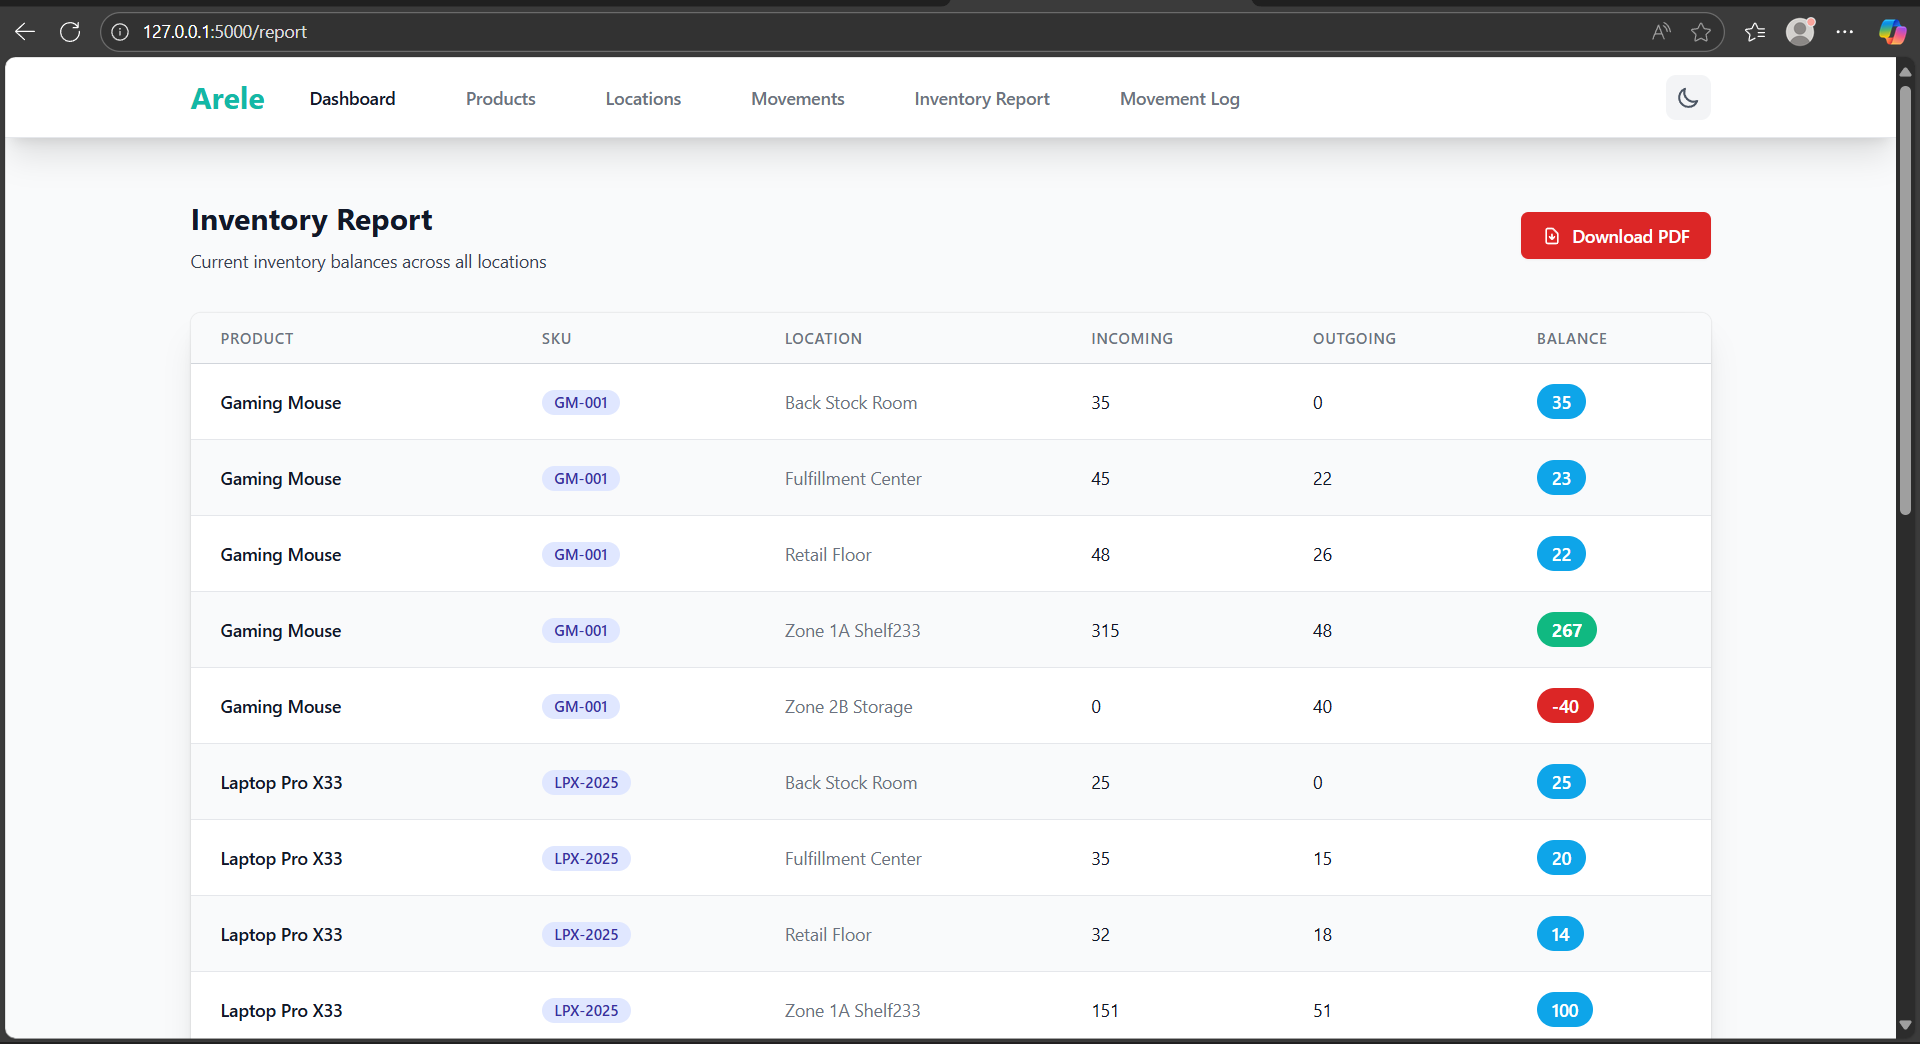 127.0.0.1:5000/report
Arele Dashboard Products Locations Movements Inventory Report Movement Log
Inventory Report
Download PDF
Current inventory balances across all locations
PRODUCT SKU LOCATION INCOMING OUTGOING BALANCE
Gaming Mouse GM-001 Back Stock Room 35 0 35
Gaming Mouse GM-001 Fulfillment Center 45 22 23
Gaming Mouse GM-001 Retail Floor 48 26 22
Gaming Mouse GM-001 Zone 1A Shelf233 315 48 267
Gaming Mouse GM-001 Zone 2B Storage 0 40 -40
Laptop Pro X33 LPX-2025 Back Stock Room 25 0 25
Laptop Pro X33 LPX-2025 Fulfillment Center 35 15 20
Laptop Pro X33 LPX-2025 Retail Floor 32 18 14
Laptop Pro X33 LPX-2025 Zone 1A Shelf233 151 51 100